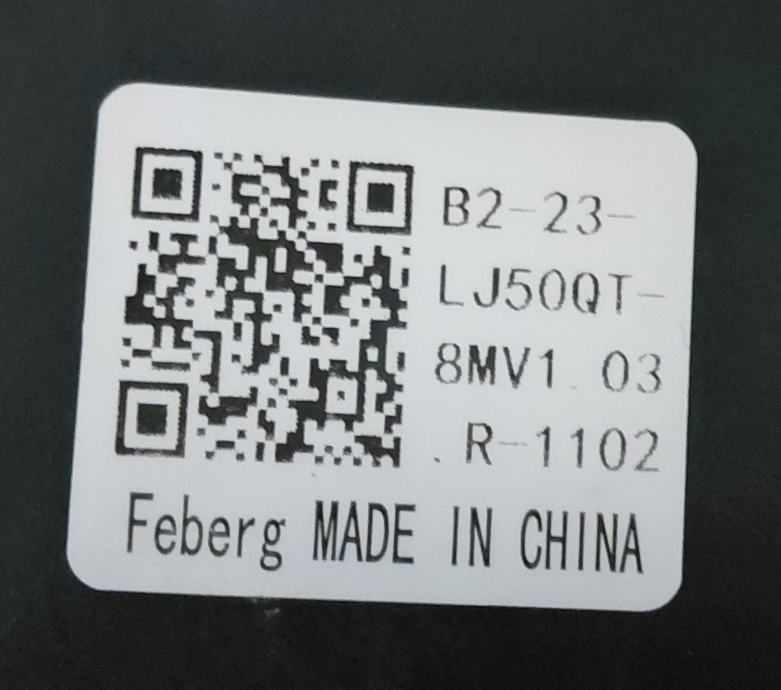 B2-23-
LJ50QT-
8MV1.03
.R-1102
Feberg MADE IN CHINA